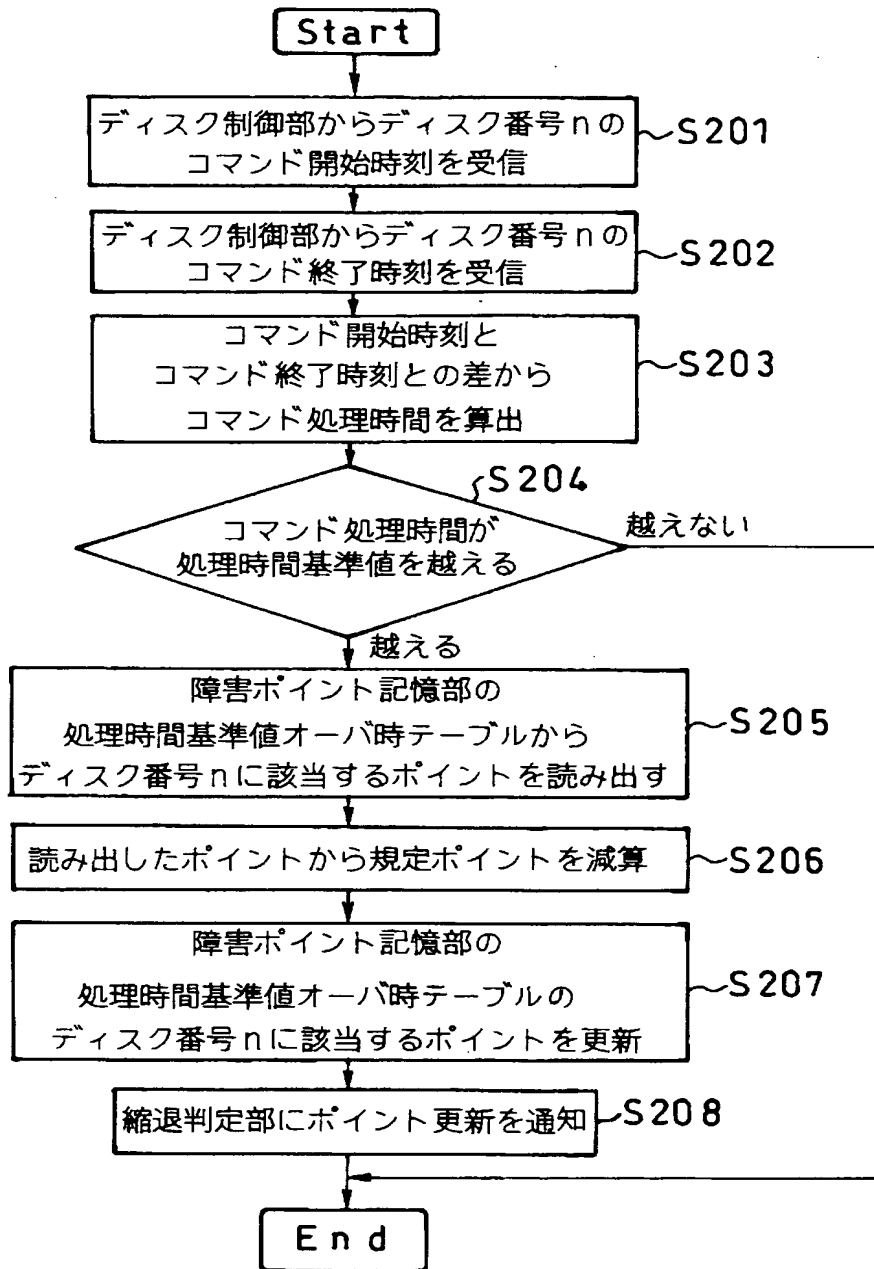 Start
ディスク制御部からディスク番号nの
コマンド開始時刻を受信
S201
ディスク制御部からディスク番号nの
コマンド終了時刻を受信
S202
コマンド開始時刻と
コマンド終了時刻との差から
コマンド処理時間を算出
S203
S204
コマンド処理時間が
処理時間基準値を越える
越えない
越える
障害ポイント記憶部の
処理時間基準値オーバ時テーブルから
ディスク番号nに該当するポイントを読み出す
S205
読み出したポイントから規定ポイントを減算
S206
障害ポイント記憶部の
処理時間基準値オーバ時テーブルの
ディスク番号nに該当するポイントを更新
S207
縮退判定部にポイント更新を通知
S208
End